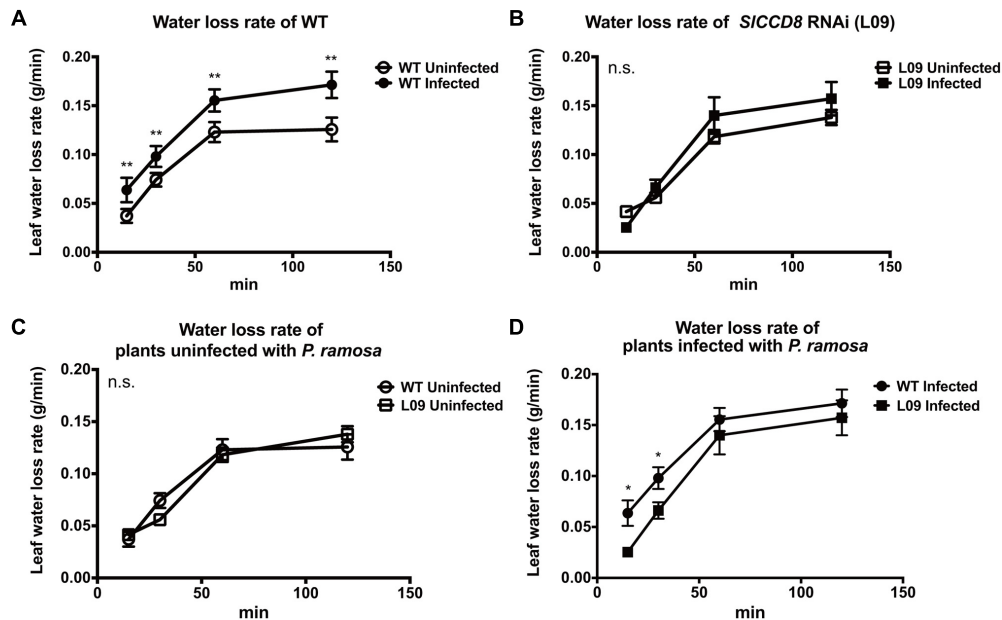 A
Water loss rate of WT
Leaf water loss rate (g/min)
0.20
0.15
0.10
0.05
0.00
**
**
**
**
0
50
100
150
min
WT Uninfected
WT Infected
B
Water loss rate of SlCCD8 RNAi (L09)
Leaf water loss rate (g/min)
0.20
0.15
0.10
0.05
0.00
n.s.
0
50
100
150
min
L09 Uninfected
L09 Infected
C
Water loss rate of
plants uninfected with P. ramosa
Leaf water loss rate (g/min)
0.20
0.15
0.10
0.05
0.00
n.s.
0
50
100
150
min
WT Uninfected
L09 Uninfected
D
Water loss rate of
plants infected with P. ramosa
Leaf water loss rate (g/min)
0.20
0.15
0.10
0.05
0.00
*
*
0
50
100
150
min
WT Infected
L09 Infected